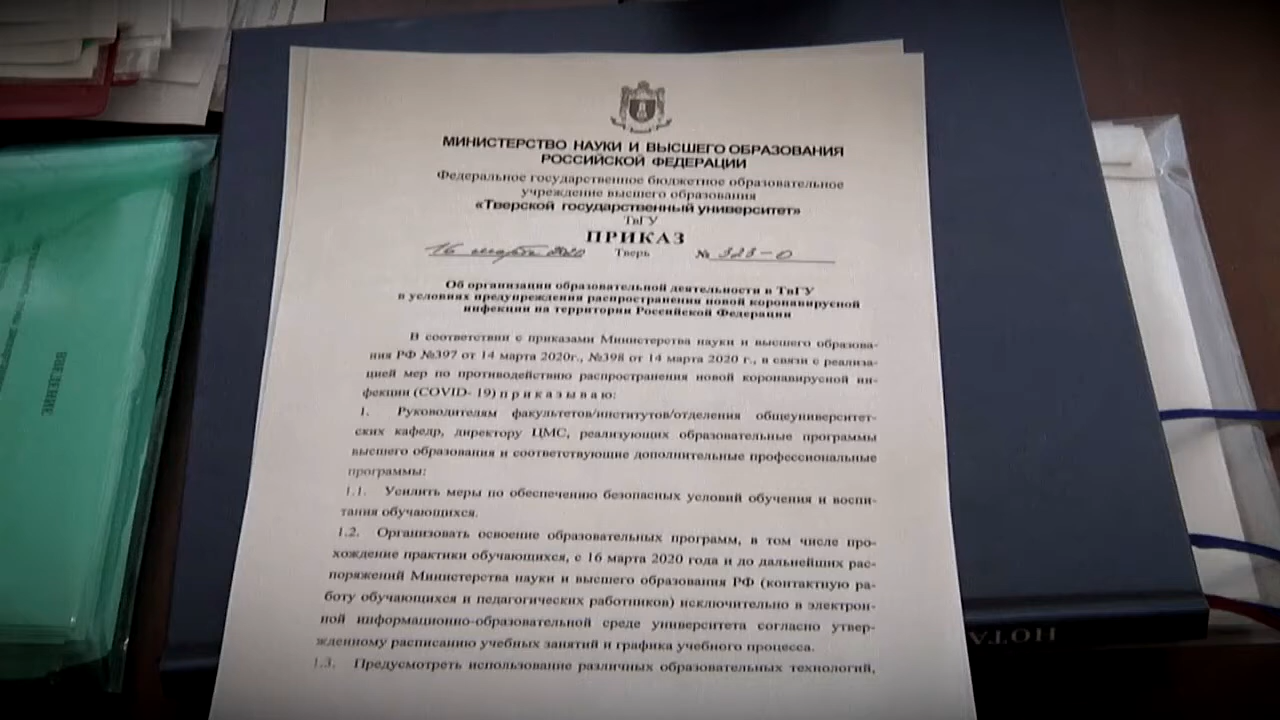 МИНИСТЕРСТВО НАУКИ И ВЫСШЕГО ОБРАЗОВАНИЯ
РОССИЙСКОЙ ФЕДЕРАЦИИ
Федеральное государственное бюджетное образовательное
учреждение высшего образования
«Тверской государственный университет»
ТвГУ
ПРИКАЗ
16 марта 2020 Тверь № 323-О
Об организации образовательной деятельности в ТвГУ
в условиях предупреждения распространения новой коронавирусной
инфекции на территории Российской Федерации
В соответствии с приказами Министерства науки и высшего образова-
ния РФ №397 от 14 марта 2020г., №398 от 14 марта 2020 г., в связи с реализа-
цией мер по противодействию распространения новой коронавирусной ин-
фекции (COVID- 19) п р и к а з ы в а ю:
1. Руководителям факультетов/институтов/отделения общеуниверситет-
ских кафедр, директору ЦМС, реализующих образовательные программы
высшего образования и соответствующие дополнительные профессиональные
программы:
1.1. Усилить меры по обеспечению безопасных условий обучения и воспи-
тания обучающихся.
1.2. Организовать освоение образовательных программ, в том числе про-
хождение практики обучающихся, с 16 марта 2020 года и до дальнейших рас-
поряжений Министерства науки и высшего образования РФ (контактную ра-
боту обучающихся и педагогических работников) исключительно в электрон-
ной информационно-образовательной среде университета согласно утвер-
жденному расписанию учебных занятий и графика учебного процесса.
1.3. Предусмотреть использование различных образовательных технологий,
ВВЕДЕНИЕ
НОТА